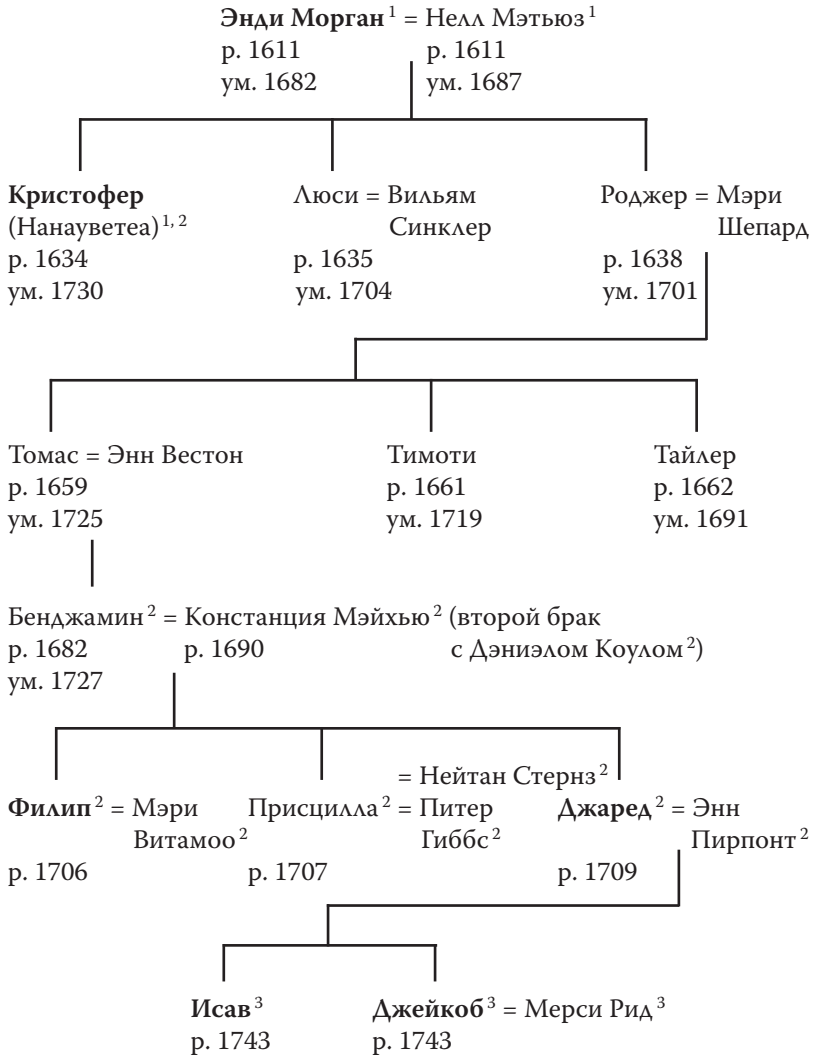 Энди Морган¹ = Нелл Мэтьюз¹
р. 1611 р. 1611
ум. 1682 ум. 1687
Кристофер Люси = Вильям Роджер = Мэри
(Нанауветеа)¹,² Синклер Шепард
р. 1634 р. 1635 р. 1638
ум. 1730 ум. 1704 ум. 1701
Томас = Энн Вестон Тимоти Тайлер
р. 1659 р. 1661 р. 1662
ум. 1725 ум. 1719 ум. 1691
Бенджамин² = Констанция Мэйхью² (второй брак
р. 1682 р. 1690 с Дэниэлом Коулом²)
ум. 1727
= Нейтан Стернз²
Филип² = Мэри Присцилла² = Питер Джаред² = Энн
Витамоо² Гиббс² Пирпонт²
р. 1706 р. 1707 р. 1709
Исав³ Джейкоб³ = Мерси Рид³
р. 1743 р. 1743